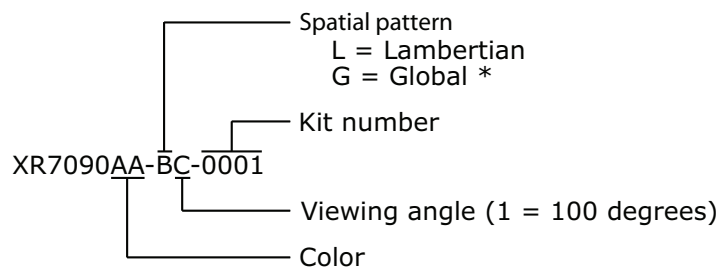 Spatial pattern
L = Lambertian
G = Global *
Kit number
XR7090AA-BC-0001
Viewing angle (1 = 100 degrees)
Color